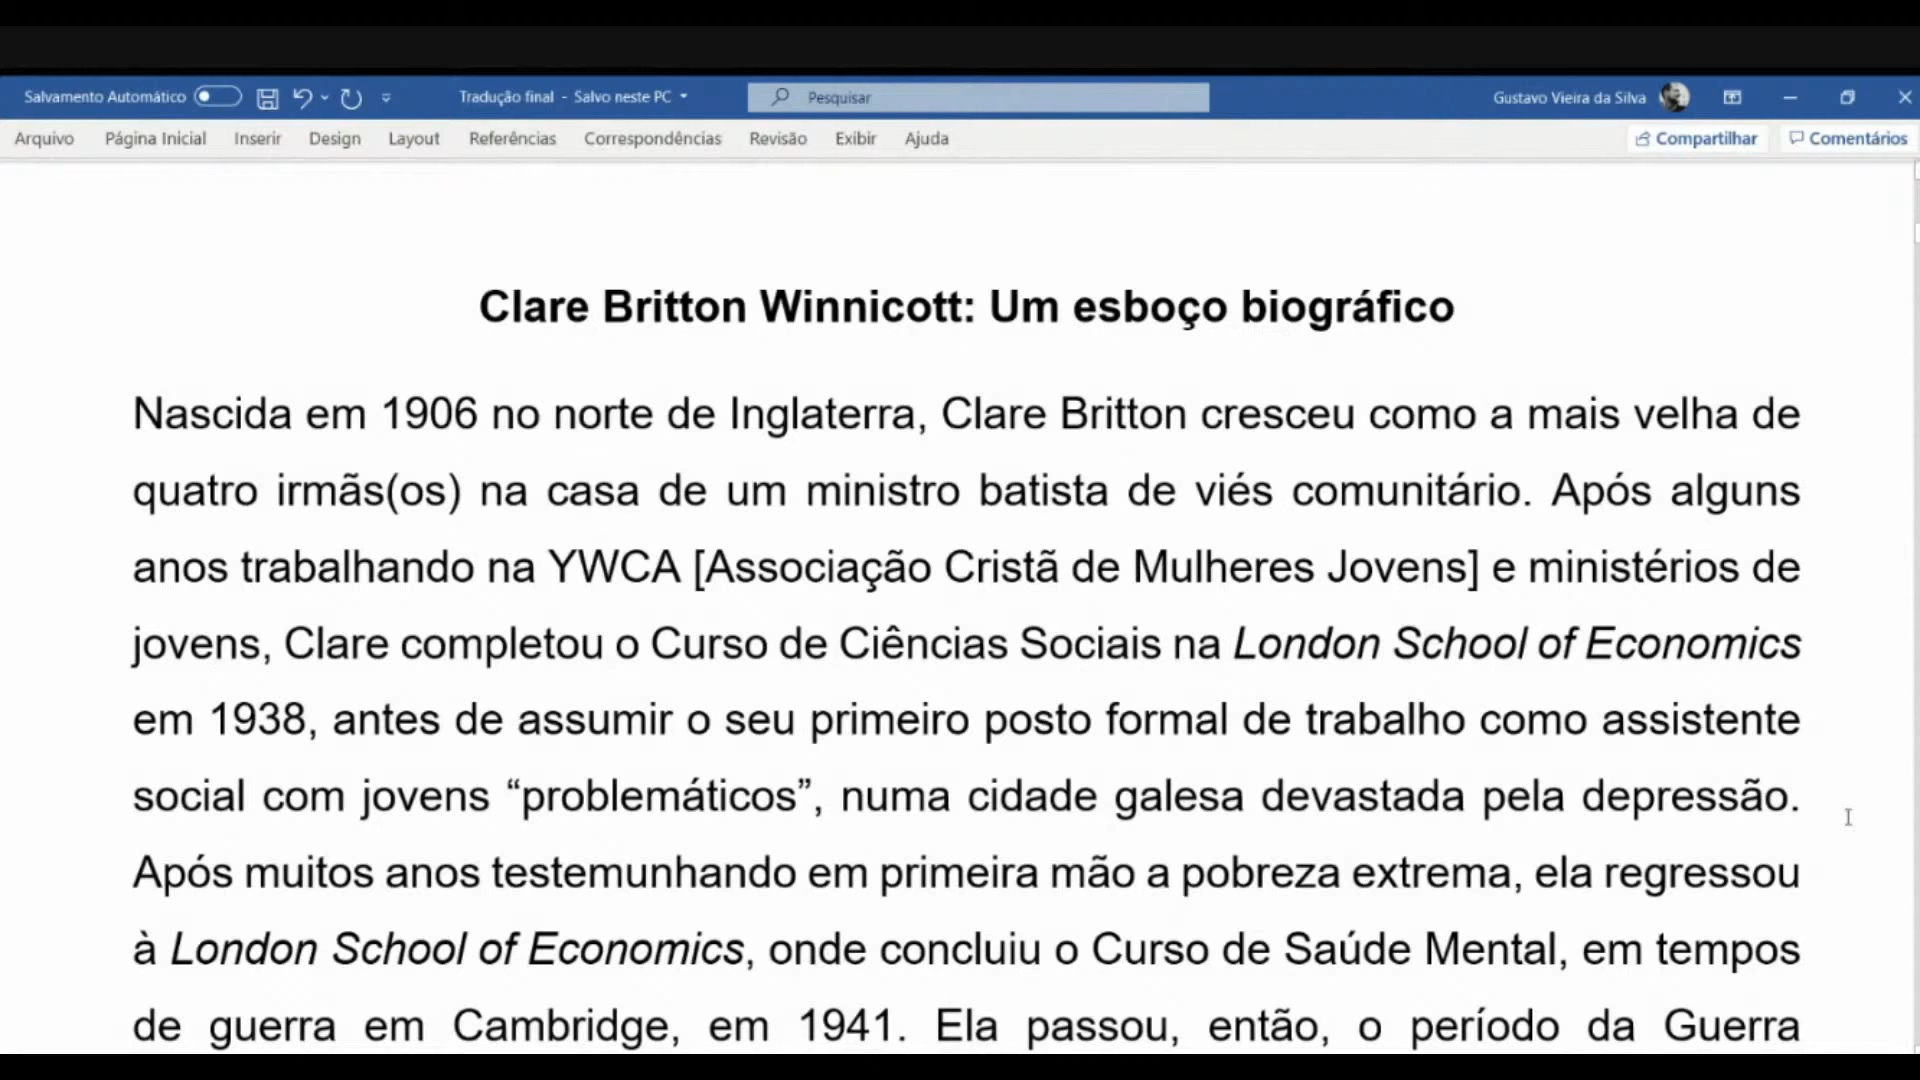 Salvamento Automático
Tradução final - Salvo neste PC
Pesquisar
Gustavo Vieira da Silva
Arquivo Página Inicial Inserir Design Layout Referências Correspondências Revisão Exibir Ajuda
Compartilhar Comentários
Clare Britton Winnicott: Um esboço biográfico
Nascida em 1906 no norte de Inglaterra, Clare Britton cresceu como a mais velha de
quatro irmãs(os) na casa de um ministro batista de viés comunitário. Após alguns
anos trabalhando na YWCA [Associação Cristã de Mulheres Jovens] e ministérios de
jovens, Clare completou o Curso de Ciências Sociais na London School of Economics
em 1938, antes de assumir o seu primeiro posto formal de trabalho como assistente
social com jovens “problemáticos”, numa cidade galesa devastada pela depressão.
Após muitos anos testemunhando em primeira mão a pobreza extrema, ela regressou
à London School of Economics, onde concluiu o Curso de Saúde Mental, em tempos
de guerra em Cambridge, em 1941. Ela passou, então, o período da Guerra